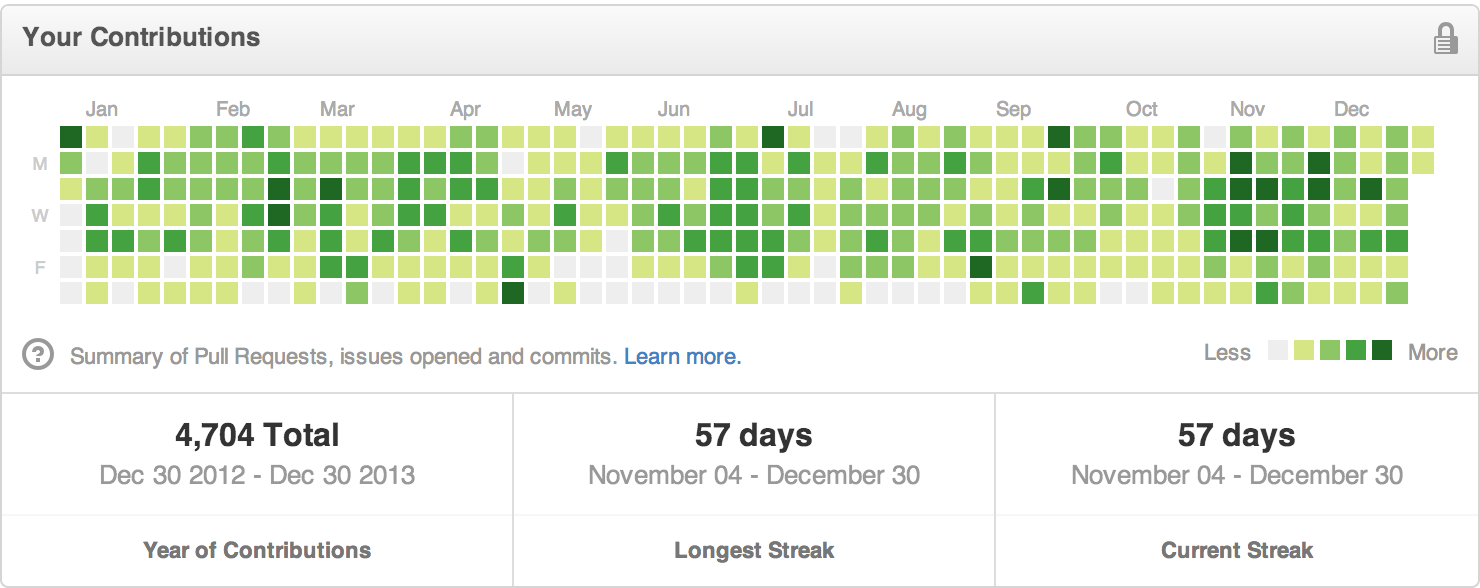 Your Contributions
Jan Feb Mar Apr May Jun Jul Aug Sep Oct Nov Dec
M
W
F
? Summary of Pull Requests, issues opened and commits. Learn more.
Less More
4,704 Total
Dec 30 2012 - Dec 30 2013
Year of Contributions
57 days
November 04 - December 30
Longest Streak
57 days
November 04 - December 30
Current Streak